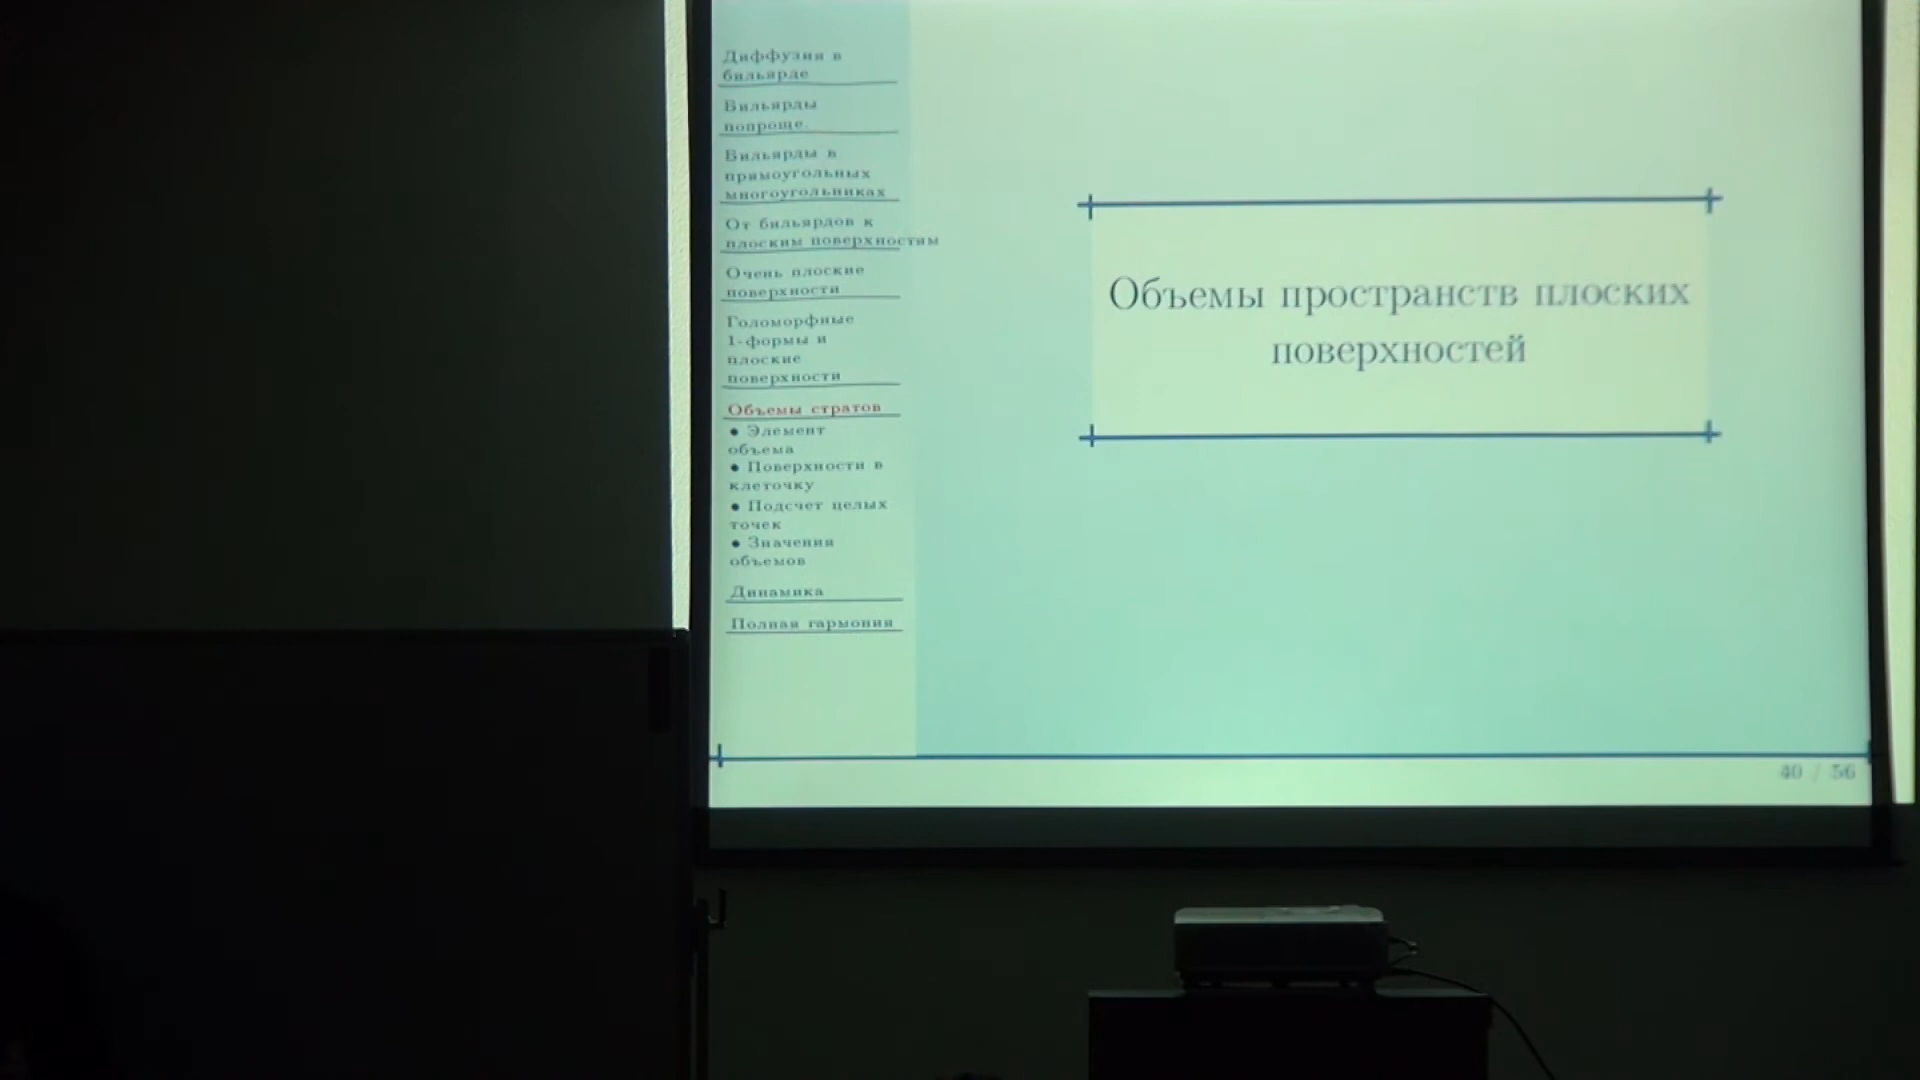 Диффузия в
бильярде
Бильярды
попроще.
Бильярды в
прямоугольных
многоугольниках
От бильярдов к
плоским поверхностям
Очень плоские
поверхности
Голоморфные
1-формы и
плоские
поверхности
Объемы стратов
● Элемент
объема
● Поверхности в
клеточку
● Подсчет целых
точек
● Значения
объемов
Динамика
Полная гармония
Объемы пространств плоских
поверхностей
40 / 56